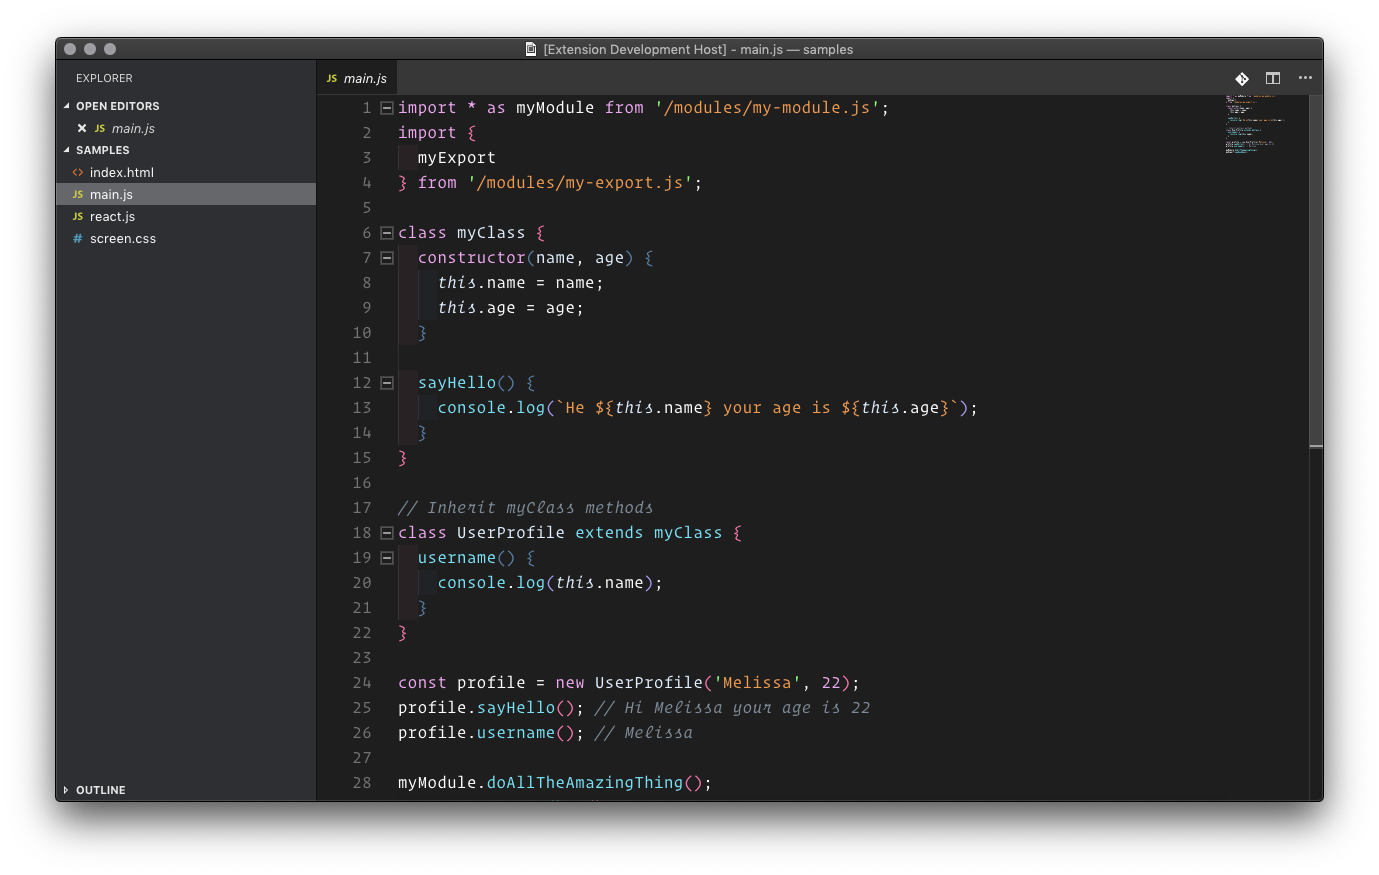 [Extension Development Host] - main.js — samples
EXPLORER
OPEN EDITORS
JS main.js
SAMPLES
<> index.html
JS main.js
JS react.js
# screen.css
OUTLINE
JS main.js
1 import * as myModule from '/modules/my-module.js';
2 import {
3 myExport
4 } from '/modules/my-export.js';
5
6 class myClass {
7 constructor(name, age) {
8 this.name = name;
9 this.age = age;
10 }
11
12 sayHello() {
13 console.log(`He ${this.name} your age is ${this.age}`);
14 }
15 }
16
17 // Inherit myClass methods
18 class UserProfile extends myClass {
19 username() {
20 console.log(this.name);
21 }
22 }
23
24 const profile = new UserProfile('Melissa', 22);
25 profile.sayHello(); // Hi Melissa your age is 22
26 profile.username(); // Melissa
27
28 myModule.doAllTheAmazingThing();